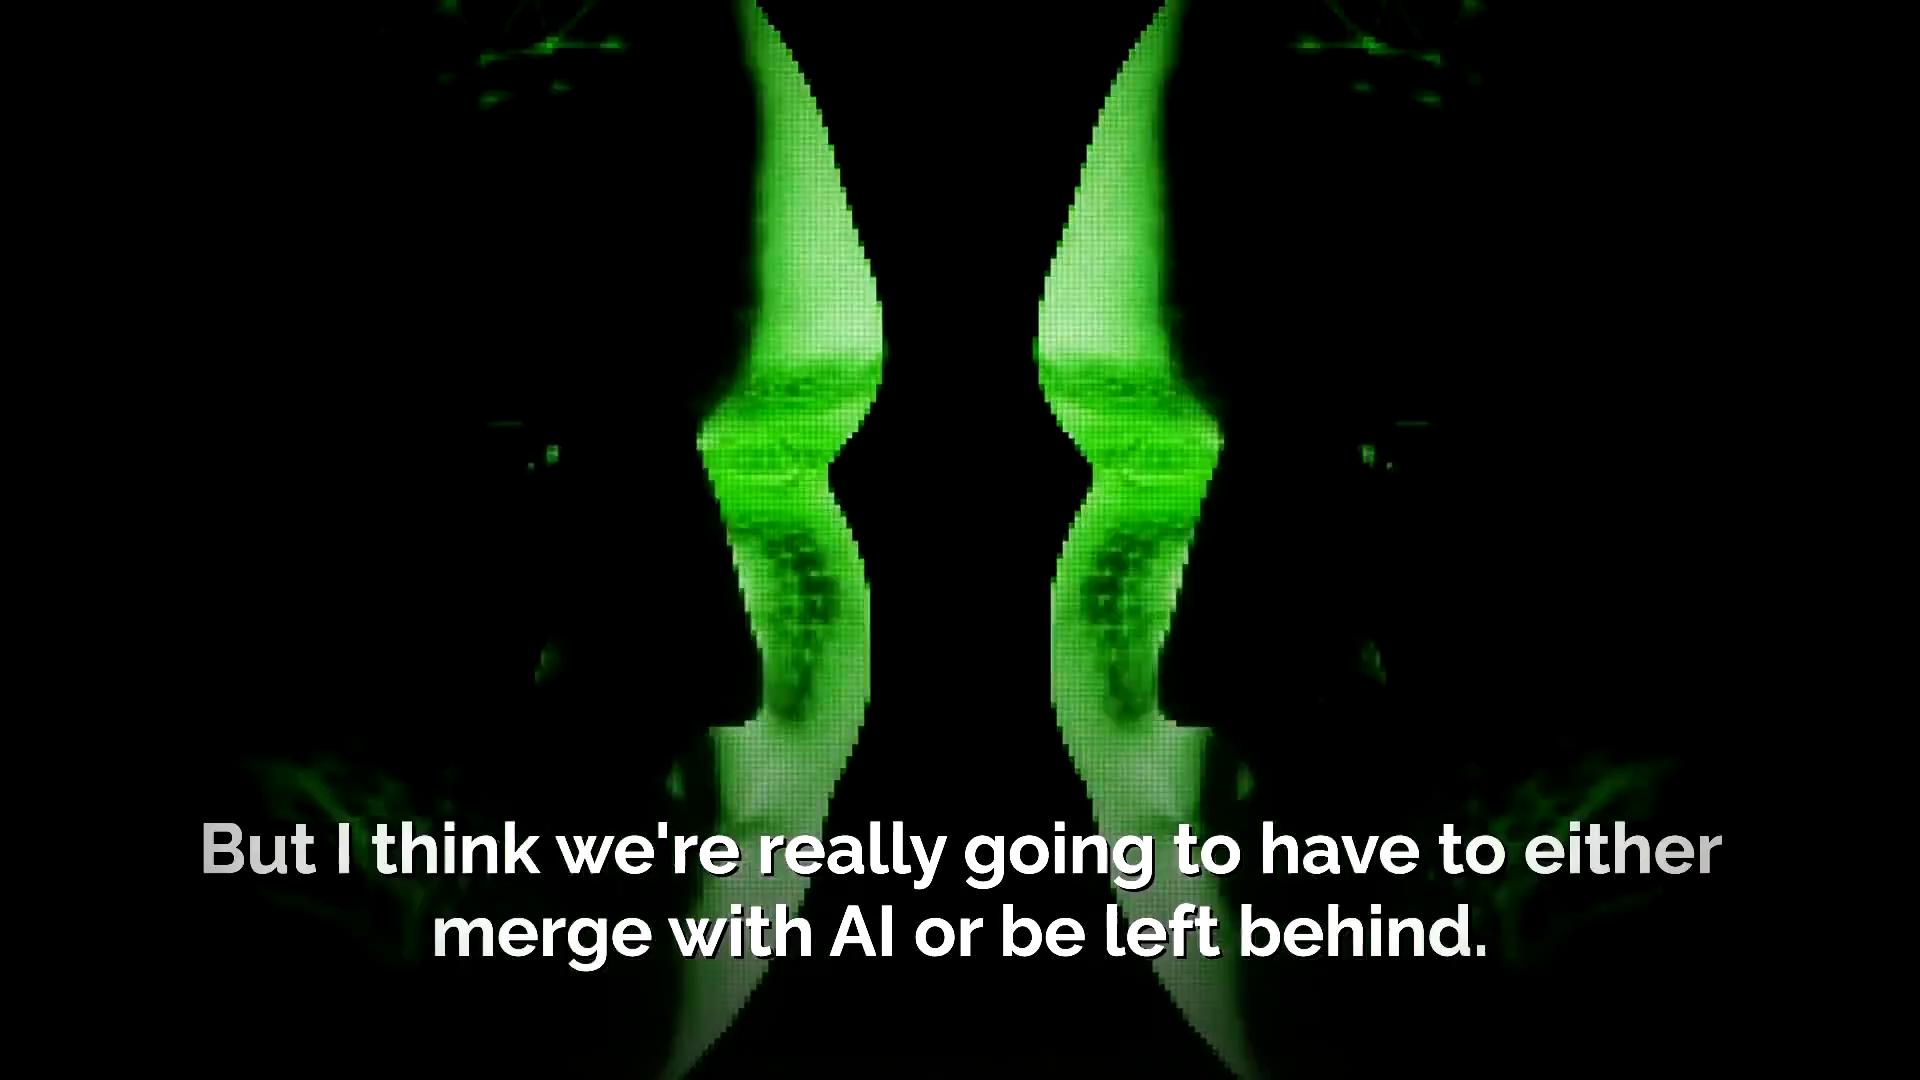 But I think we're really going to have to either
merge with AI or be left behind.